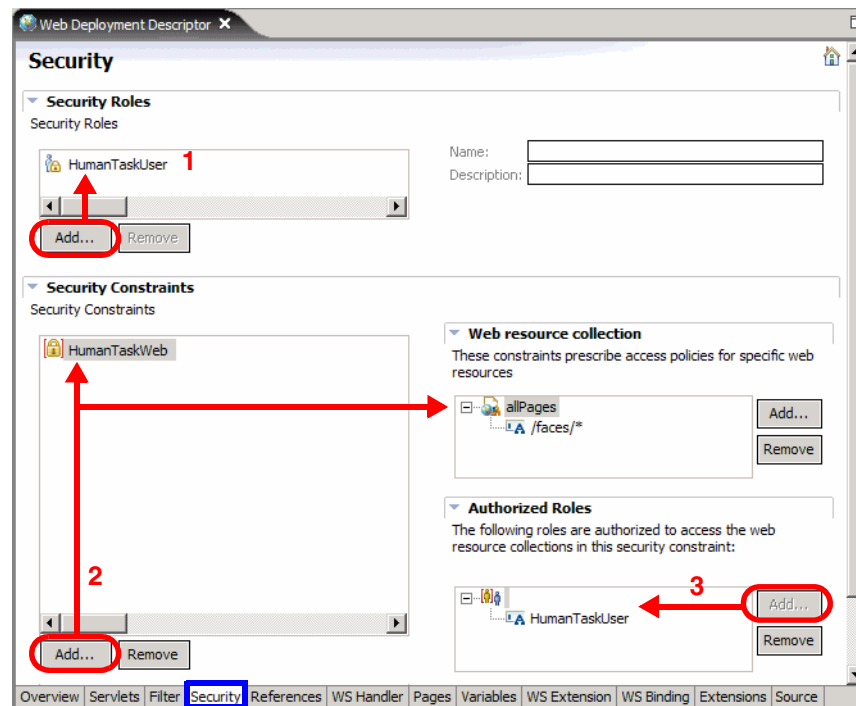 Web Deployment Descriptor
Security
Security Roles
Security Roles
HumanTaskUser 1
Name:
Description:
Add... Remove
Security Constraints
Security Constraints
HumanTaskWeb
Web resource collection
These constraints prescribe access policies for specific web
resources
allPages
/faces/*
Add...
Remove
Authorized Roles
The following roles are authorized to access the web
resource collections in this security constraint:
2
3
HumanTaskUser
Add...
Remove
Add... Remove
Overview Servlets Filter Security References WS Handler Pages Variables WS Extension WS Binding Extensions Source